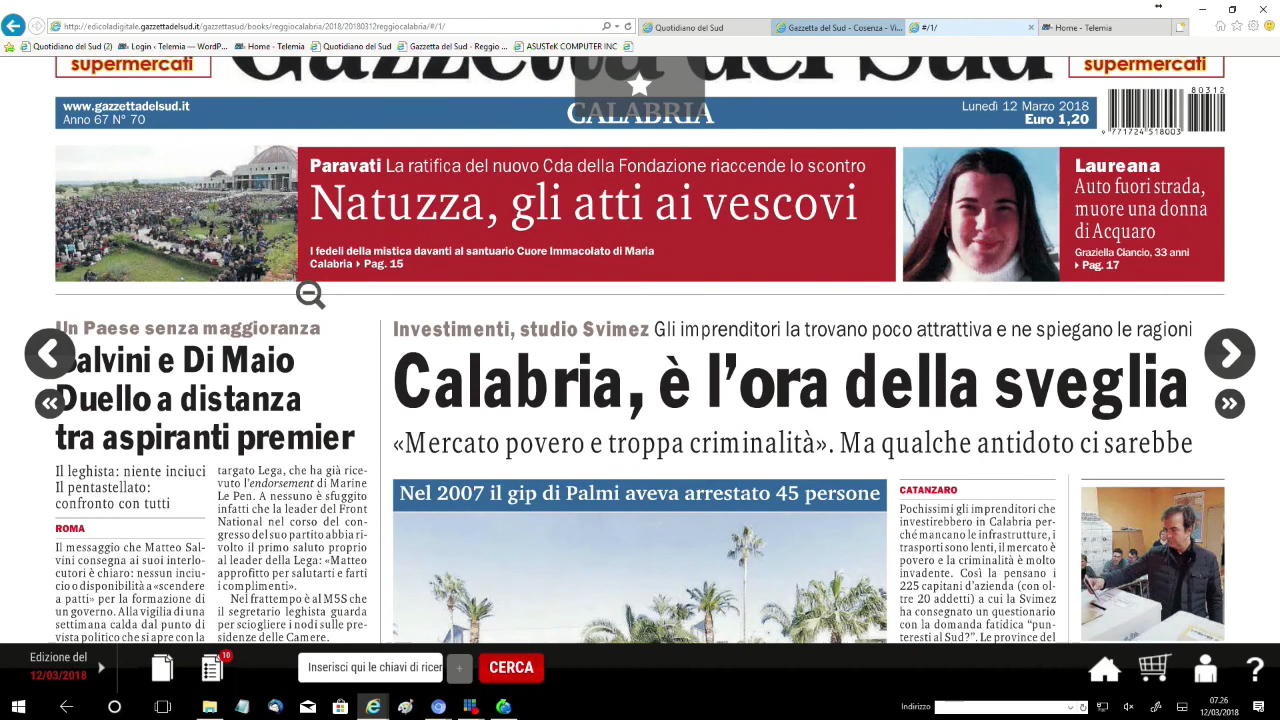 http://edicoladigitale.gazzettadelsud.it/gazzettasud/books/reggiocalabria/2018/20180312reggiocalabria/#/1/
Quotidiano del Sud
Gazzetta del Sud - Cosenza - Vi...
#/1/
Home - Telemia
Quotidiano del Sud (2)
Login ‹ Telemia — WordP...
Home - Telemia
Quotidiano del Sud
Gazzetta del Sud - Reggio ...
ASUSTeK COMPUTER INC
supermercati
Gazzetta del Sud
supermercati
www.gazzettadelsud.it
Anno 67 N° 70
CALABRIA
Lunedì 12 Marzo 2018
Euro 1,20
80312
9 771724 518003
Paravati La ratifica del nuovo Cda della Fondazione riaccende lo scontro
Natuzza, gli atti ai vescovi
I fedeli della mistica davanti al santuario Cuore Immacolato di Maria
Calabria Pag. 15
Laureana
Auto fuori strada,
muore una donna
di Acquaro
Graziella Ciancio, 33 anni
Pag. 17
Un Paese senza maggioranza
Salvini e Di Maio
Duello a distanza
tra aspiranti premier
Il leghista: niente inciuci
Il pentastellato:
confronto con tutti
ROMA
Il messaggio che Matteo Sal-
vini consegna ai suoi interlo-
cutori è chiaro: nessun inciu-
cio o disponibilità a «scendere
a patti» per la formazione di
un governo. Alla vigilia di una
settimana calda dal punto di
vista politico che si apre con la
targato Lega, che ha già rice-
vuto l'endorsement di Marine
Le Pen. A nessuno è sfuggito
infatti che la leader del Front
National nel corso del con-
gresso del suo partito abbia ri-
volto il primo saluto proprio
al leader della Lega: «Matteo
approfitto per salutarti e farti
i complimenti».
Nel frattempo è al M5S che
il segretario leghista guarda
per sciogliere i nodi sulle pre-
sidenze delle Camere.
Investimenti, studio Svimez Gli imprenditori la trovano poco attrattiva e ne spiegano le ragioni
Calabria, è l'ora della sveglia
«Mercato povero e troppa criminalità». Ma qualche antidoto ci sarebbe
Nel 2007 il gip di Palmi aveva arrestato 45 persone
CATANZARO
Pochissimi gli imprenditori che
investirebbero in Calabria per-
ché mancano le infrastrutture, i
trasporti sono lenti, il mercato è
povero e la criminalità è molto
invadente. Così la pensano i
225 capitani d'azienda (con ol-
tre 20 addetti) a cui la Svimez
ha consegnato un questionario
con la domanda fatidica "pun-
teresti al Sud?". Le province del
Edizione del
12/03/2018
10
Inserisci qui le chiavi di ricer
+
CERCA
?
Indirizzo
07.26
12/03/2018